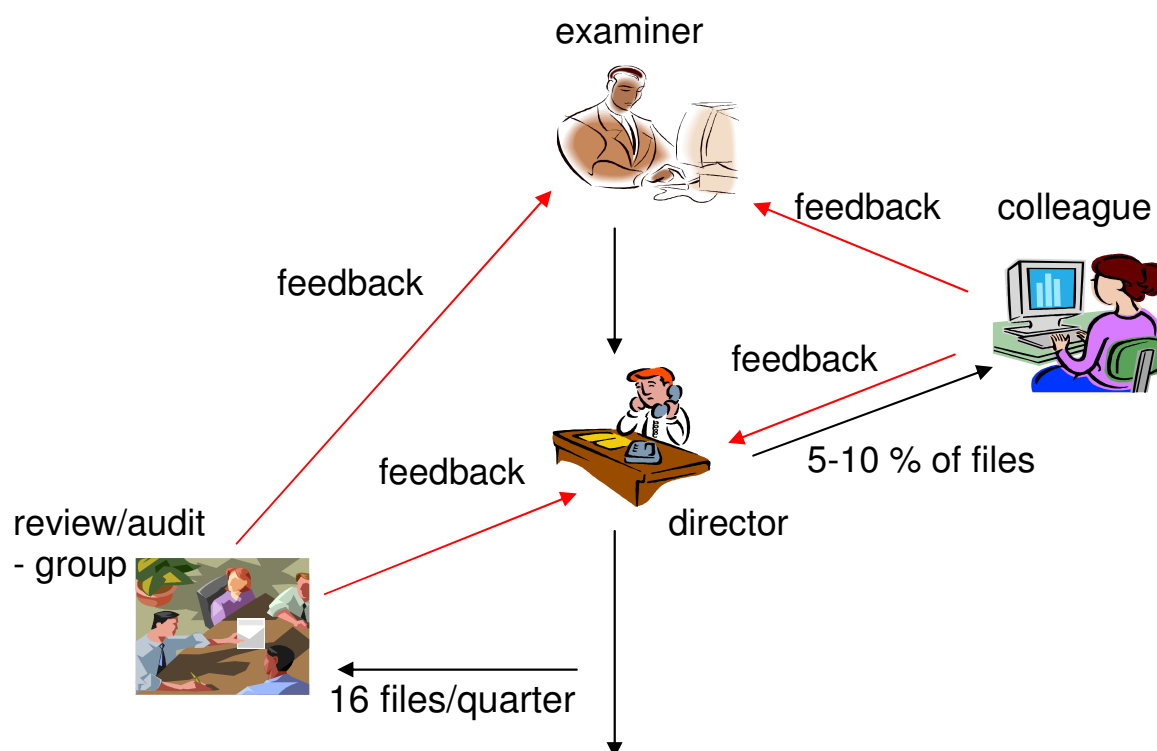 examiner
feedback
colleague
feedback
feedback
5-10 % of files
feedback
review/audit
- group
director
16 files/quarter